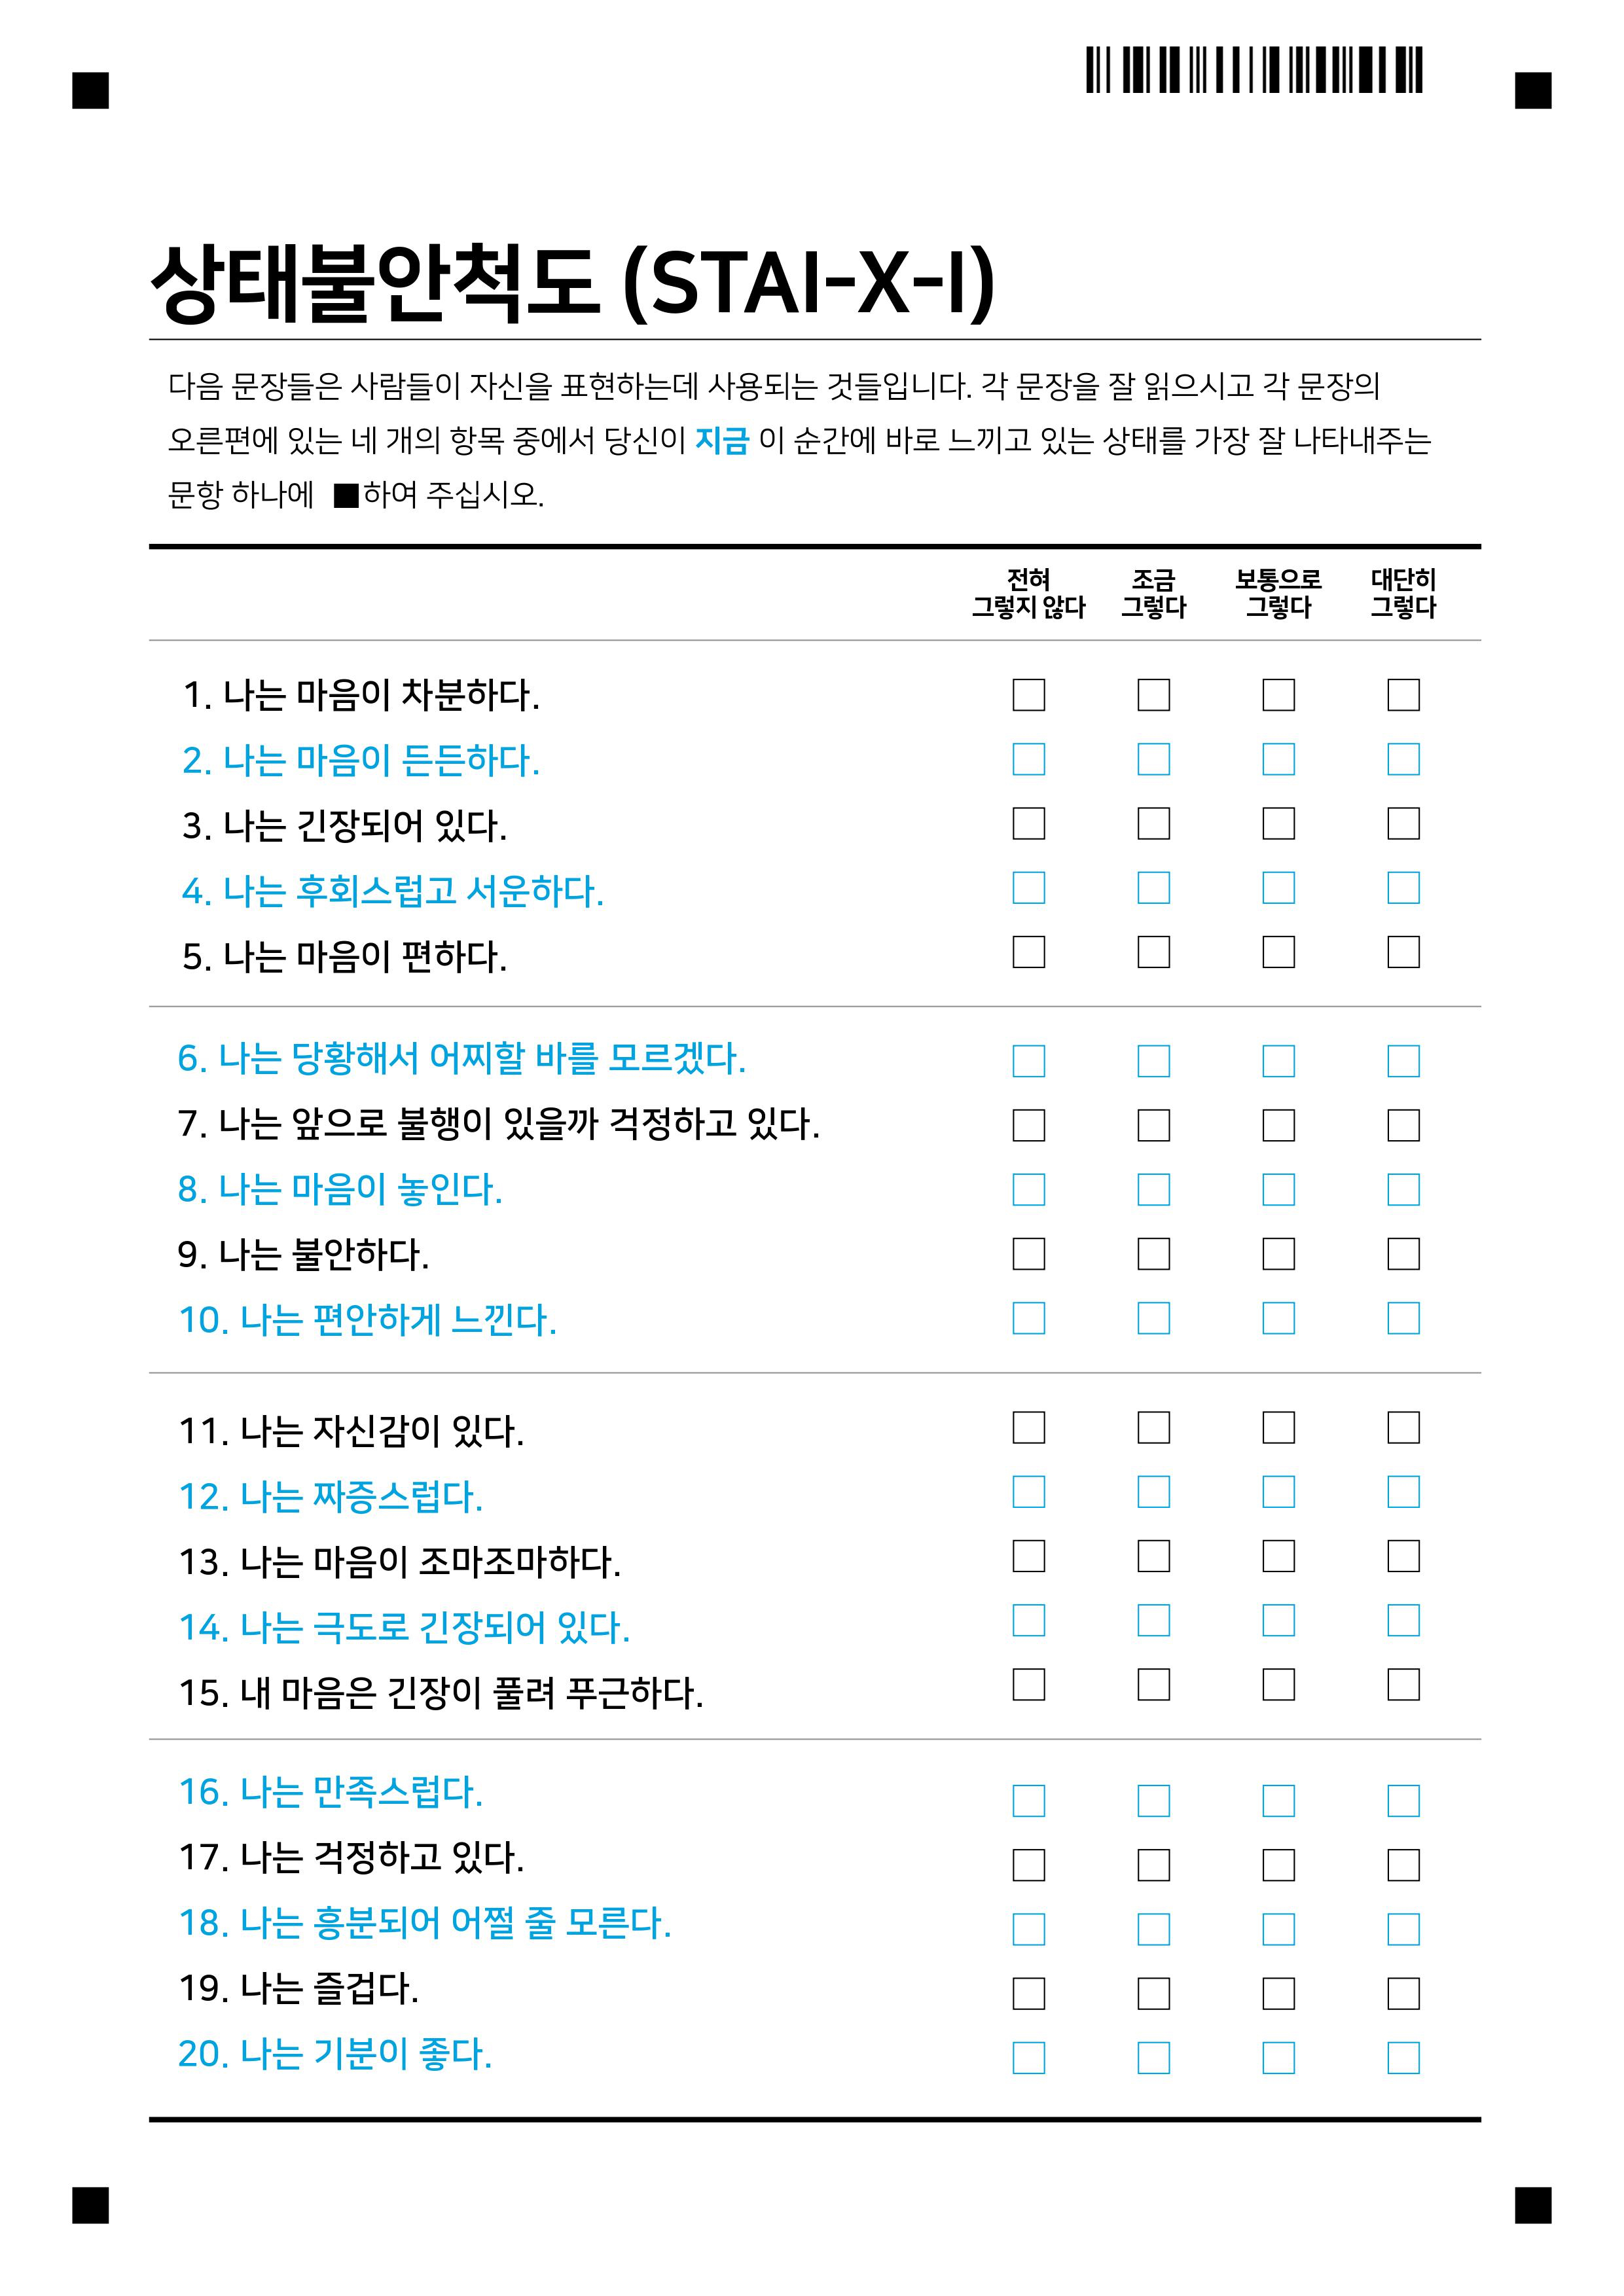 상태불안척도 (STAI-X-I)
다음 문장들은 사람들이 자신을 표현하는데 사용되는 것들입니다. 각 문장을 잘 읽으시고 각 문장의
오른편에 있는 네 개의 항목 중에서 당신이 지금 이 순간에 바로 느끼고 있는 상태를 가장 잘 나타내주는
문항 하나에 ■하여 주십시오.
전혀 조금 보통으로 대단히
그렇지 않다 그렇다 그렇다 그렇다
1. 나는 마음이 차분하다. □ □ □ □
2. 나는 마음이 든든하다. □ □ □ □
3. 나는 긴장되어 있다. □ □ □ □
4. 나는 후회스럽고 서운하다. □ □ □ □
5. 나는 마음이 편하다. □ □ □ □
6. 나는 당황해서 어찌할 바를 모르겠다. □ □ □ □
7. 나는 앞으로 불행이 있을까 걱정하고 있다. □ □ □ □
8. 나는 마음이 놓인다. □ □ □ □
9. 나는 불안하다. □ □ □ □
10. 나는 편안하게 느낀다. □ □ □ □
11. 나는 자신감이 있다. □ □ □ □
12. 나는 짜증스럽다. □ □ □ □
13. 나는 마음이 조마조마하다. □ □ □ □
14. 나는 극도로 긴장되어 있다. □ □ □ □
15. 내 마음은 긴장이 풀려 푸근하다. □ □ □ □
16. 나는 만족스럽다. □ □ □ □
17. 나는 걱정하고 있다. □ □ □ □
18. 나는 흥분되어 어쩔 줄 모른다. □ □ □ □
19. 나는 즐겁다. □ □ □ □
20. 나는 기분이 좋다. □ □ □ □